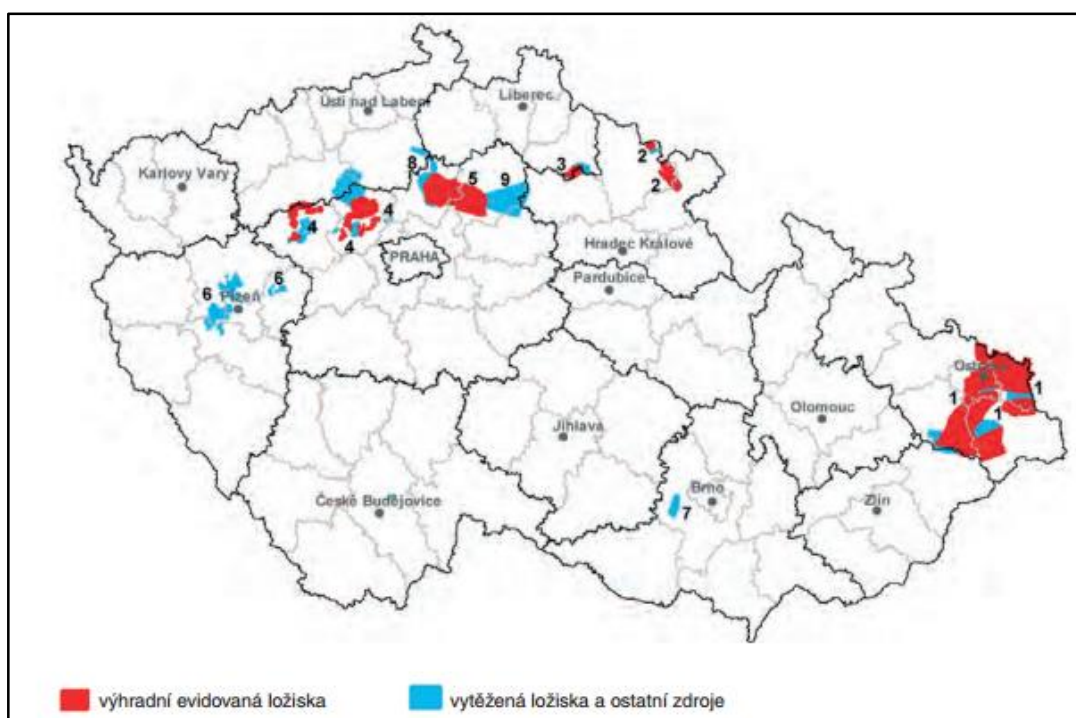 Ústí nad Labem
Liberec
Karlovy Vary
8
5
9
3
2
2
4
4
4
PRAHA
Hradec Králové
Pardubice
6
6
Plzeň
Ostrava
1
1
1
Olomouc
Jihlava
Brno
7
Zlín
České Budějovice
výhradní evidovaná ložiska
vytěžená ložiska a ostatní zdroje